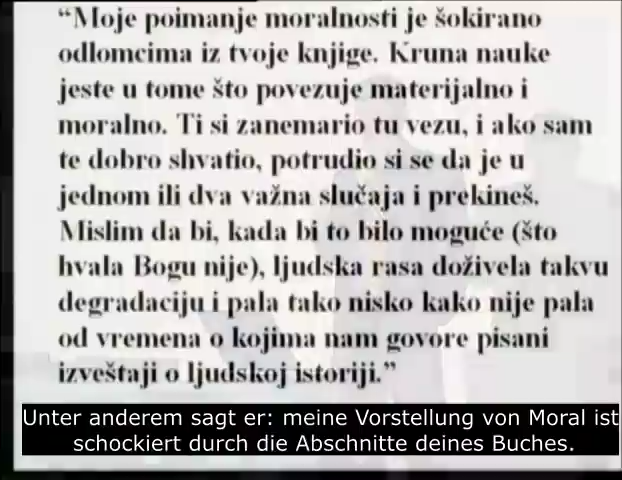 “Moje poimanje moralnosti je šokirano
odlomcima iz tvoje knjige. Kruna nauke
jeste u tome što povezuje materijalno i
moralno. Ti si zanemario tu vezu, i ako sam
te dobro shvatio, potrudio si se da je u
jednom ili dva važna slučaja i prekineš.
Mislim da bi, kada bi to bilo moguće (što
hvala Bogu nije), ljudska rasa doživela takvu
degradaciju i pala tako nisko kako nije pala
od vremena o kojima nam govore pisani
izveštaji o ljudskoj istoriji.”
Unter anderem sagt er: meine Vorstellung von Moral ist
schockiert durch die Abschnitte deines Buches.